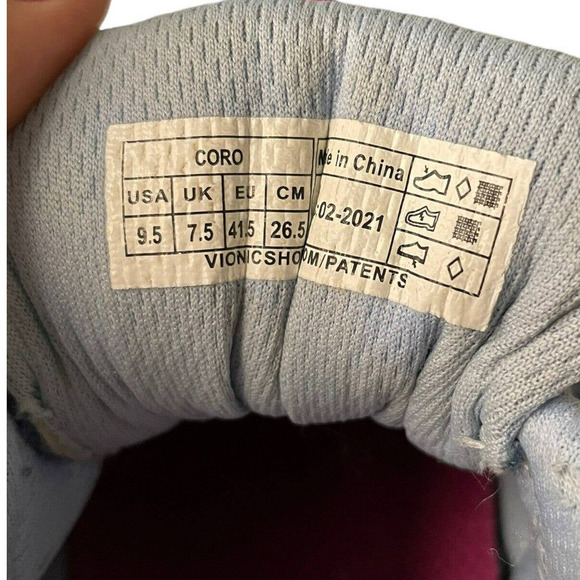 CORO
USA UK EU CM
9.5 7.5 41.5 26.5
in China
02-2021
VIONICSHO OM/PATENTS